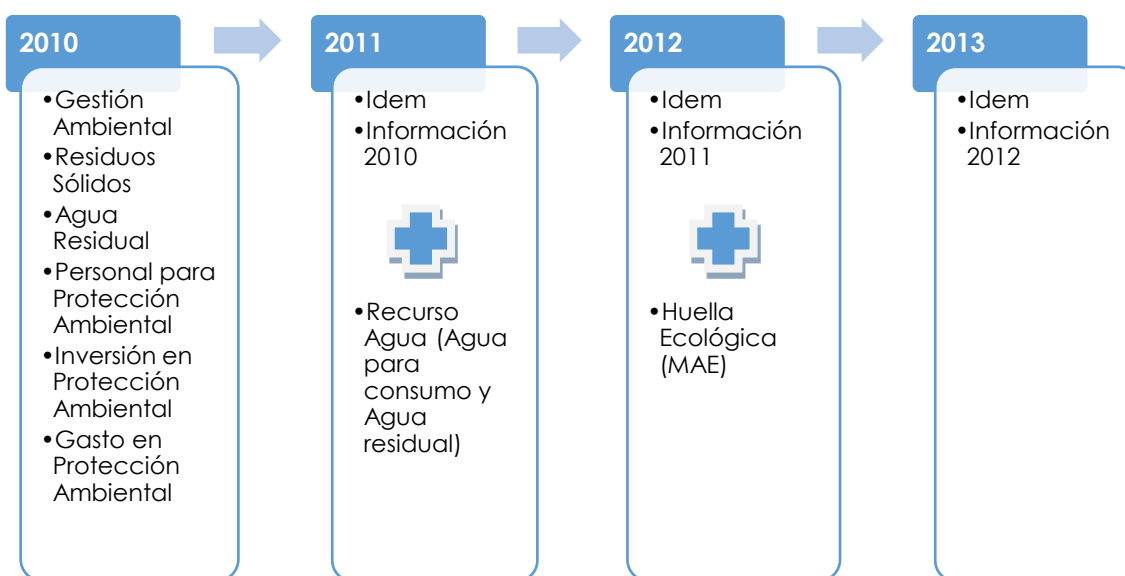 2010
•Gestión
Ambiental
•Residuos
Sólidos
•Agua
Residual
•Personal para
Protección
Ambiental
•Inversión en
Protección
Ambiental
•Gasto en
Protección
Ambiental
2011
•Idem
•Información
2010
•Recurso
Agua (Agua
para
consumo y
Agua
residual)
2012
•Idem
•Información
2011
•Huella
Ecológica
(MAE)
2013
•Idem
•Información
2012